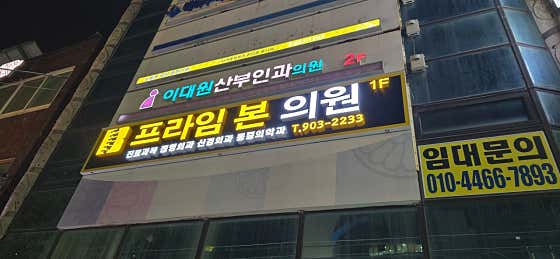 이대원산부인과의원 2F
프라임 본 의원 1F
진료과목 정형외과 신경외과 통증의학과 T.903-2233
임대문의
010-4466-7893